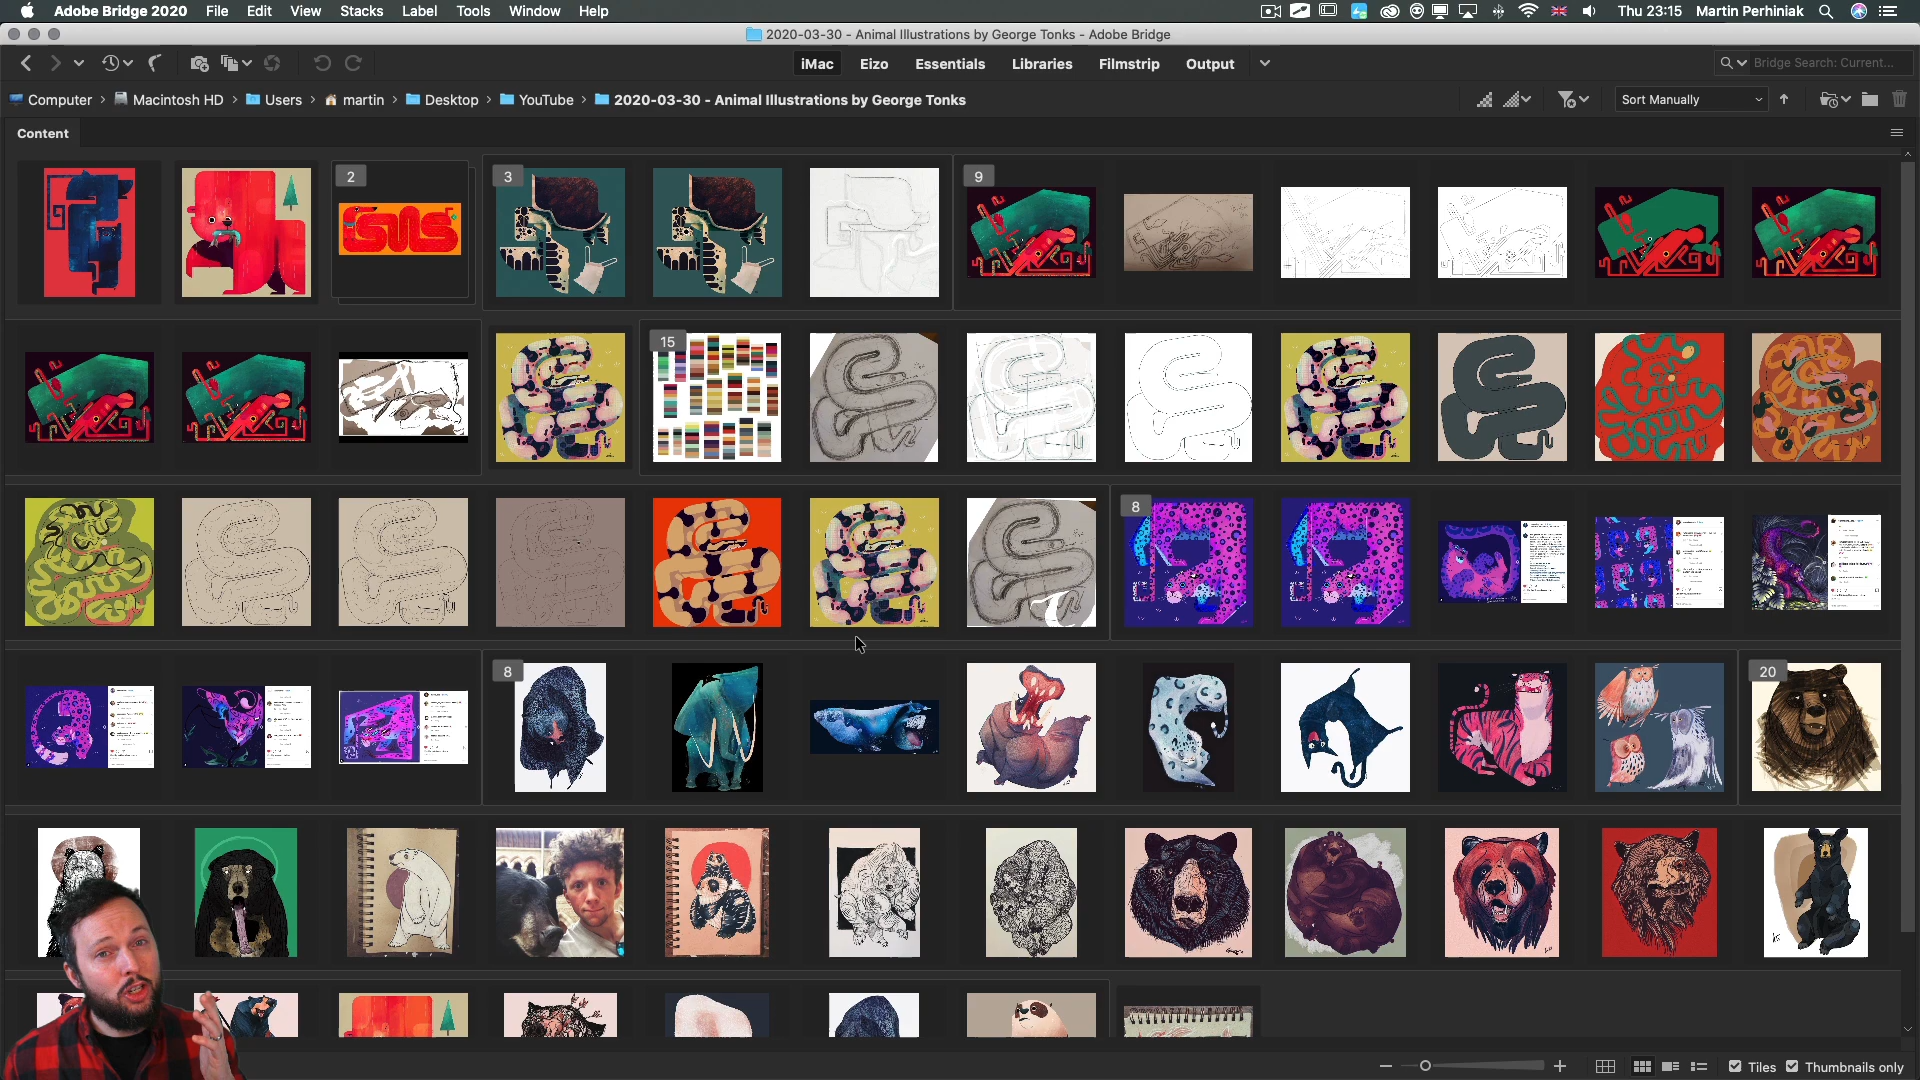 Adobe Bridge 2020 File Edit View Stacks Label Tools Window Help Thu 23:15 Martin Perhiniak
2020-03-30 - Animal Illustrations by George Tonks - Adobe Bridge
iMac Eizo Essentials Libraries Filmstrip Output Bridge Search: Current...
Computer › Macintosh HD › Users › martin › Desktop › YouTube › 2020-03-30 - Animal Illustrations by George Tonks Sort Manually
Content
2 3 9
15
8
8 20
Tiles Thumbnails only